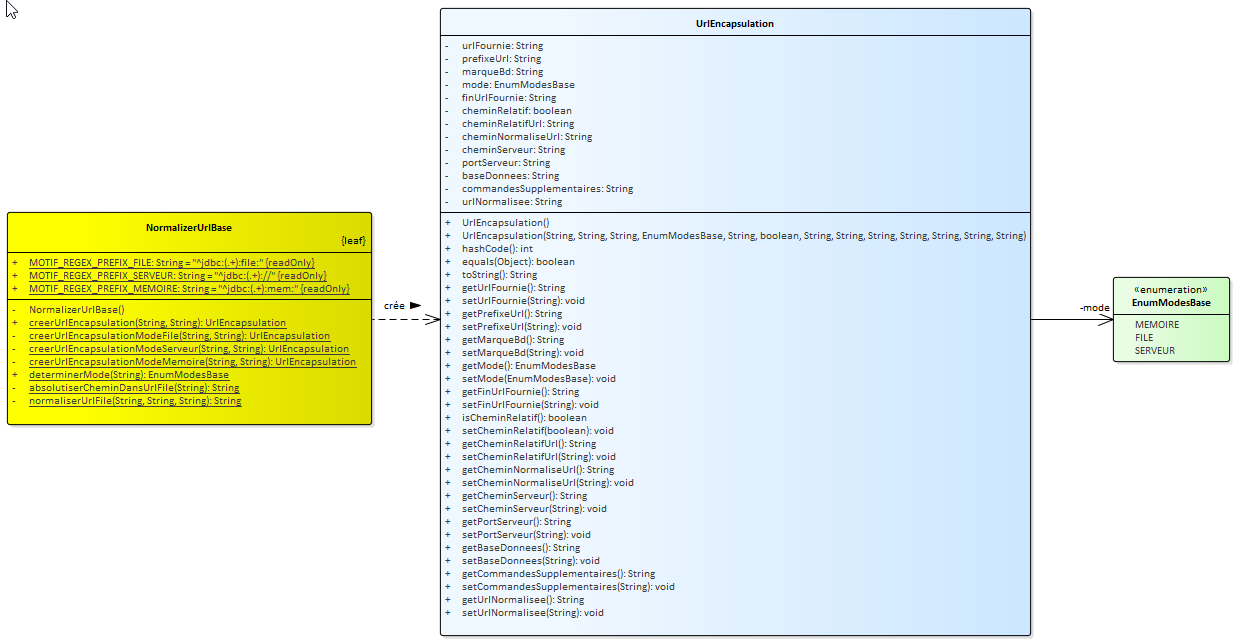 NormalizerUrlBase
{leaf}
+ MOTIF_REGEX_PREFIX_FILE: String = "^jdbc:(.+):file:" {readOnly}
+ MOTIF_REGEX_PREFIX_SERVEUR: String = "^jdbc:(.+)://" {readOnly}
+ MOTIF_REGEX_PREFIX_MEMOIRE: String = "^jdbc:(.+):mem:" {readOnly}
- NormalizerUrlBase()
+ creerUrlEncapsulation(String, String): UrlEncapsulation
- creerUrlEncapsulationModeFile(String, String): UrlEncapsulation
- creerUrlEncapsulationModeServeur(String, String): UrlEncapsulation
- creerUrlEncapsulationModeMemoire(String, String): UrlEncapsulation
+ determinerMode(String): EnumModesBase
- absolutiserCheminDansUrlFile(String): String
- normaliserUrlFile(String, String, String): String
crée
UrlEncapsulation
- urlFournie: String
- prefixeUrl: String
- marqueBd: String
- mode: EnumModesBase
- finUrlFournie: String
- cheminRelatif: boolean
- cheminRelatifUrl: String
- cheminNormaliseUrl: String
- cheminServeur: String
- portServeur: String
- baseDonnees: String
- commandesSupplementaires: String
- urlNormalisee: String
+ UrlEncapsulation()
+ UrlEncapsulation(String, String, String, EnumModesBase, String, boolean, String, String, String, String, String, String, String)
+ hashCode(): int
+ equals(Object): boolean
+ toString(): String
+ getUrlFournie(): String
+ setUrlFournie(String): void
+ getPrefixeUrl(): String
+ setPrefixeUrl(String): void
+ getMarqueBd(): String
+ setMarqueBd(String): void
+ getMode(): EnumModesBase
+ setMode(EnumModesBase): void
+ getFinUrlFournie(): String
+ setFinUrlFournie(String): void
+ isCheminRelatif(): boolean
+ setCheminRelatif(boolean): void
+ getCheminRelatifUrl(): String
+ setCheminRelatifUrl(String): void
+ getCheminNormaliseUrl(): String
+ setCheminNormaliseUrl(String): void
+ getCheminServeur(): String
+ setCheminServeur(String): void
+ getPortServeur(): String
+ setPortServeur(String): void
+ getBaseDonnees(): String
+ setBaseDonnees(String): void
+ getCommandesSupplementaires(): String
+ setCommandesSupplementaires(String): void
+ getUrlNormalisee(): String
+ setUrlNormalisee(String): void
-mode
«enumeration»
EnumModesBase
MEMOIRE
FILE
SERVEUR